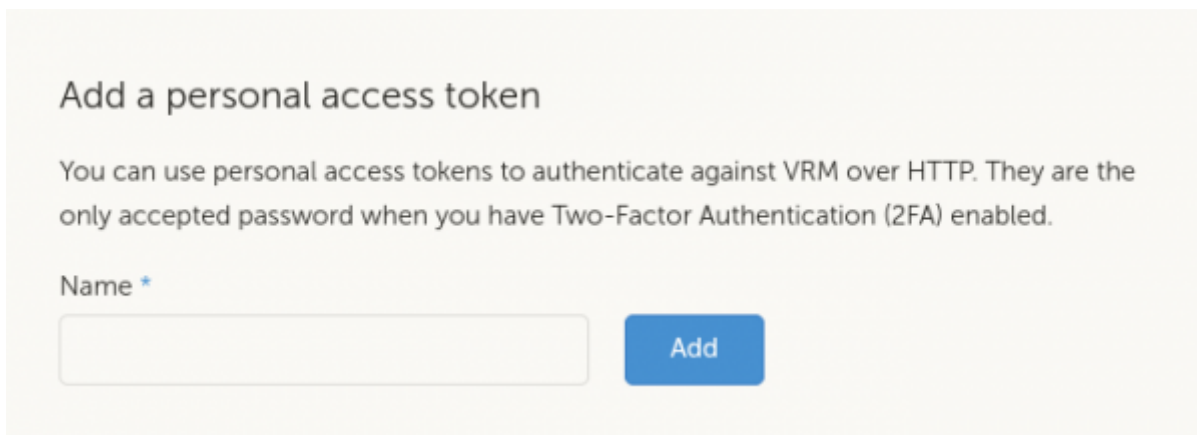 Add a personal access token
You can use personal access tokens to authenticate against VRM over HTTP. They are the
only accepted password when you have Two-Factor Authentication (2FA) enabled.
Name *
Add